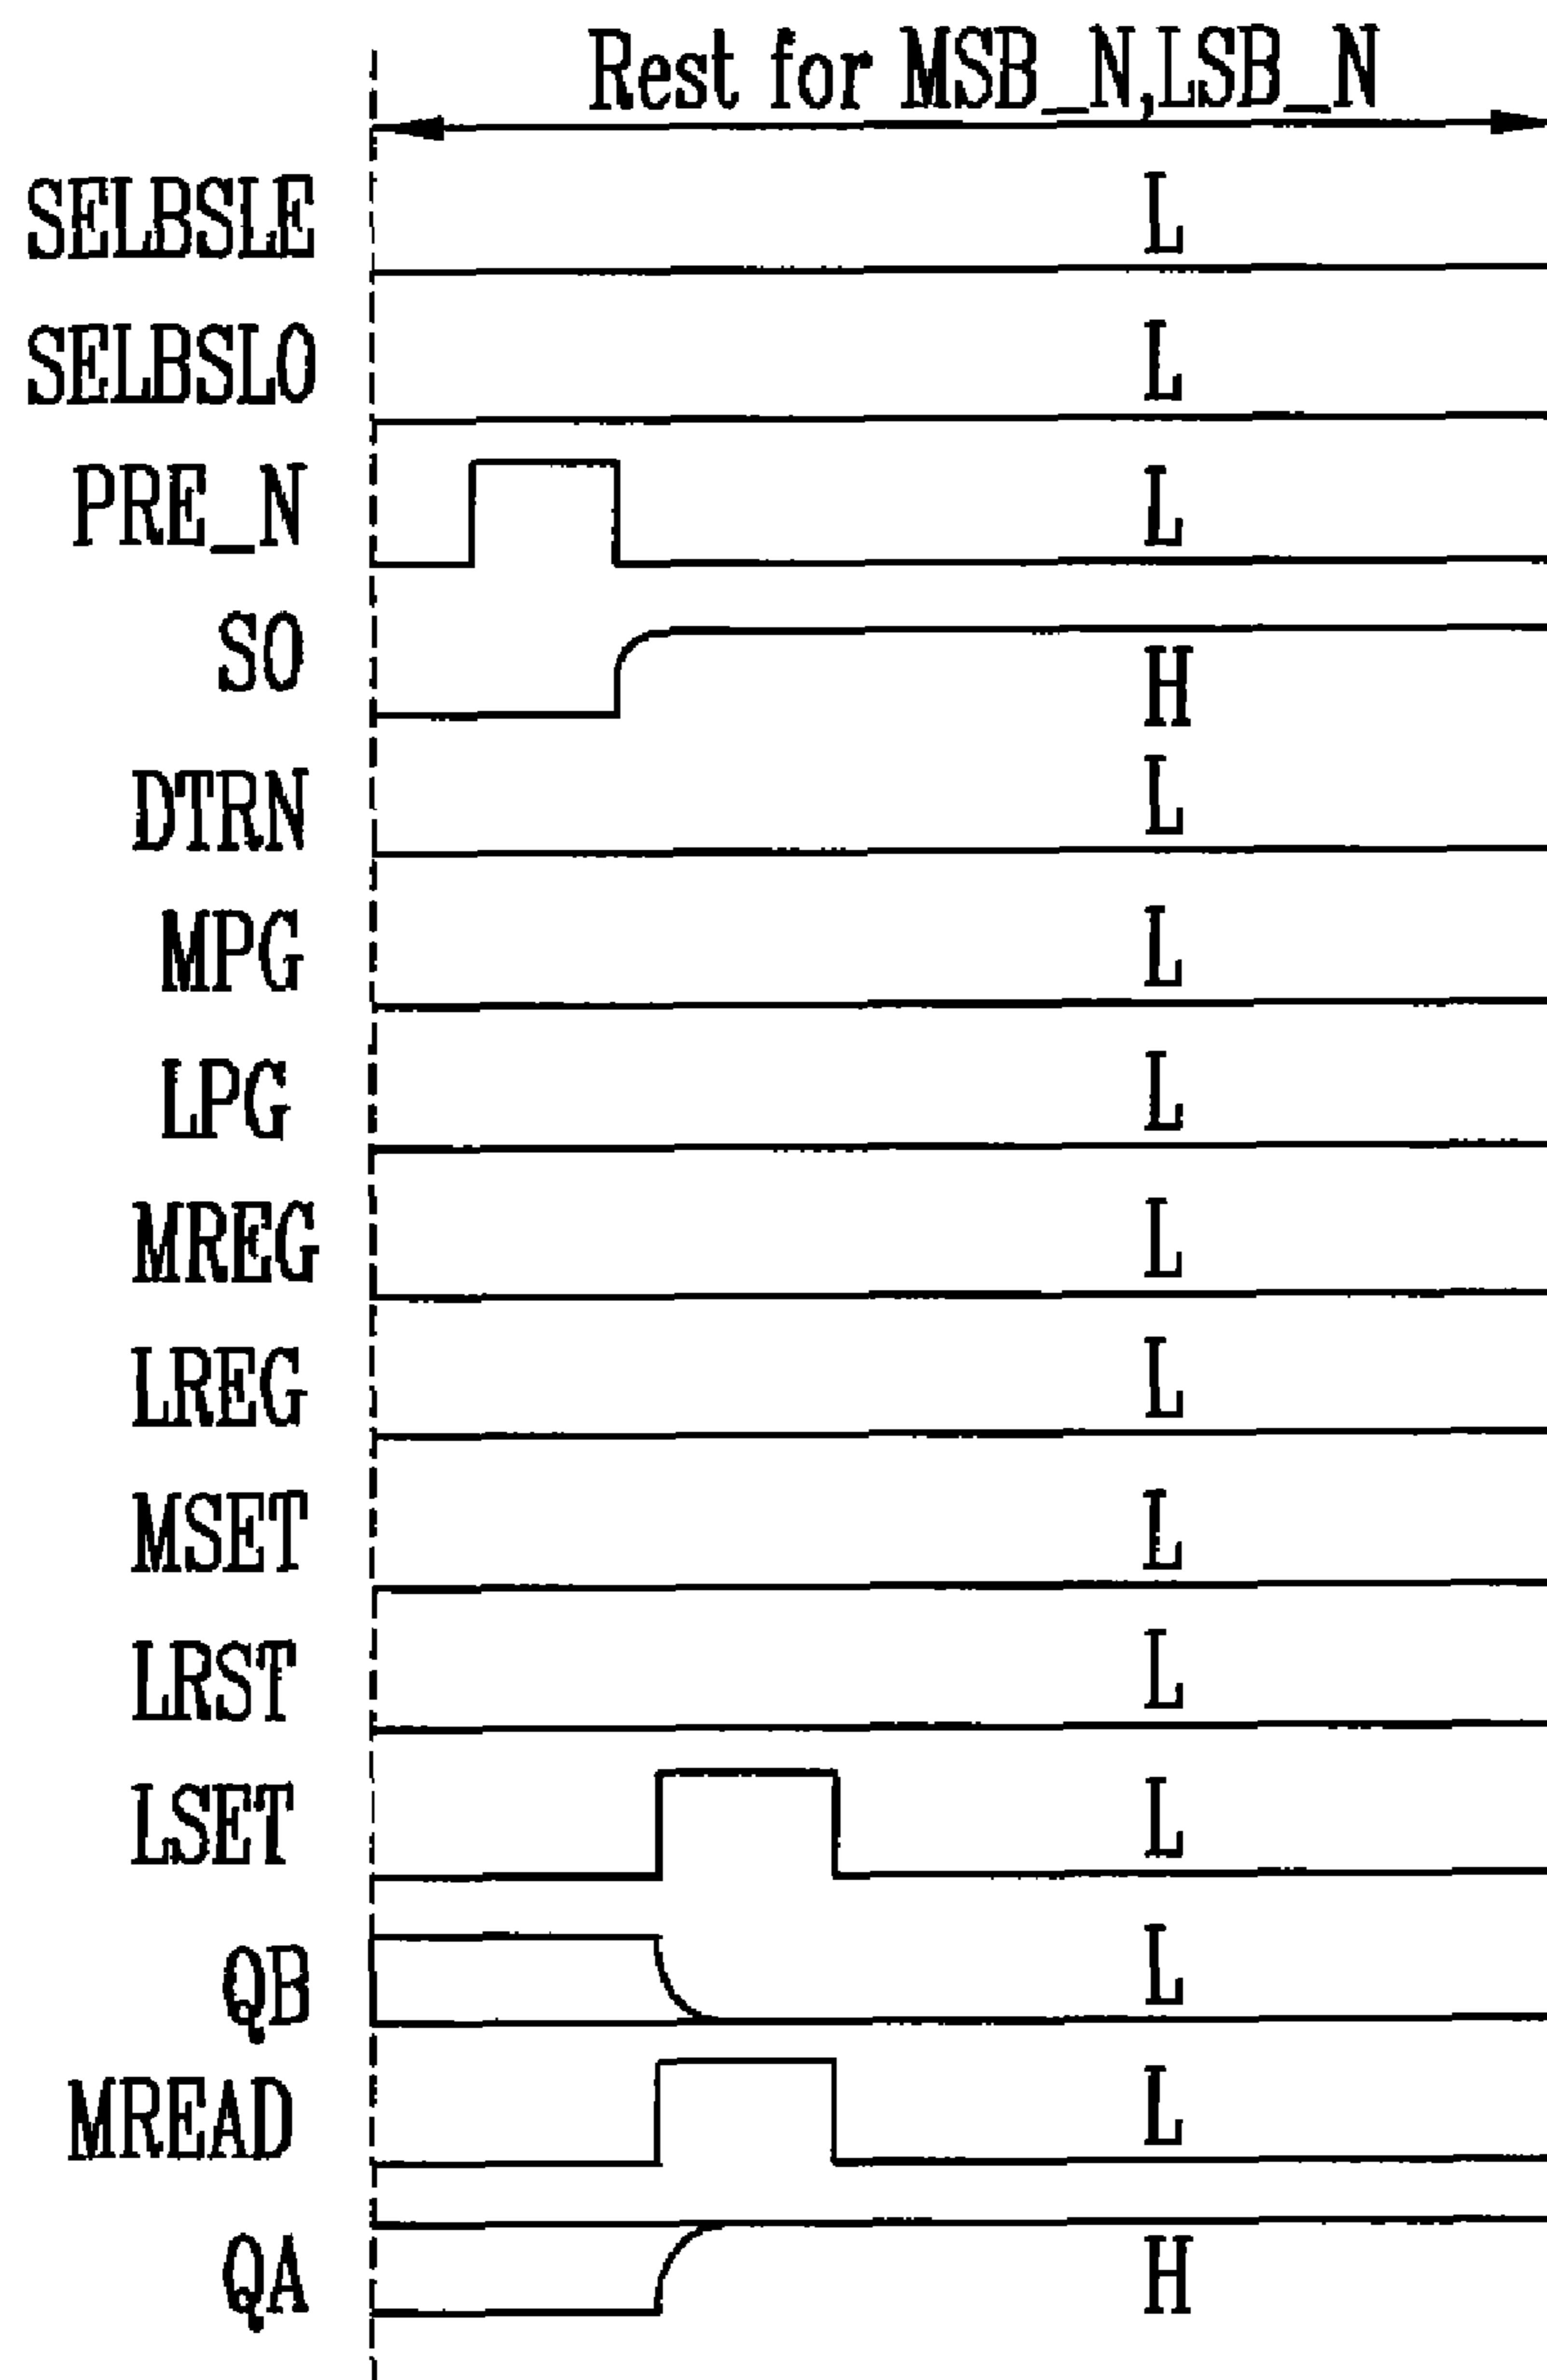 Rest for MSB_N,LSB_N
SELBSLE L
SELBSLO L
PRE_N L
SO H
DTRN L
MPG L
LPG L
MREG L
LREG L
MSET L
LRST L
LSET L
QB L
MREAD L
QA H